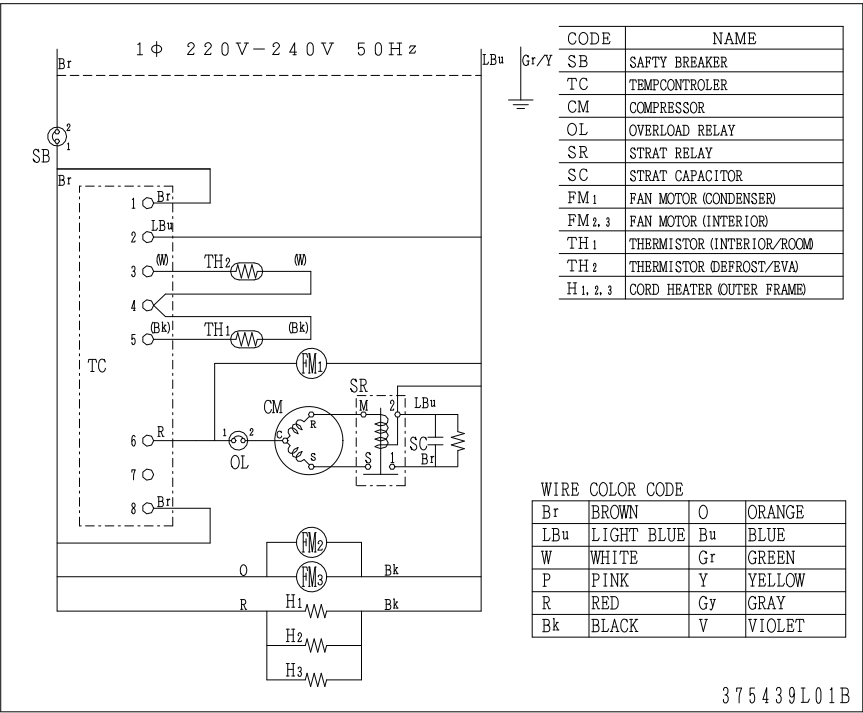 1Φ 220V-240V 50Hz
Br
LBu
Gr/Y
2
SB
1
Br
1 Br
2 LBu
3 (W) TH2 (W)
4
5 (Bk) TH1 (Bk)
TC
FM1
SR
CM
M 2 LBu
R
6 R
1 2
C
SC
OL
S
S 1 Br
7
8 Br
FM2
O FM3 Bk
R H1 Bk
H2
H3
CODE NAME
SB SAFTY BREAKER
TC TEMPCONTROLER
CM COMPRESSOR
OL OVERLOAD RELAY
SR STRAT RELAY
SC STRAT CAPACITOR
FM1 FAN MOTOR (CONDENSER)
FM2,3 FAN MOTOR (INTERIOR)
TH1 THERMISTOR (INTERIOR/ROOM)
TH2 THERMISTOR (DEFROST/EVA)
H1,2,3 CORD HEATER (OUTER FRAME)
WIRE COLOR CODE
Br BROWN O ORANGE
LBu LIGHT BLUE Bu BLUE
W WHITE Gr GREEN
P PINK Y YELLOW
R RED Gy GRAY
Bk BLACK V VIOLET
375439L01B